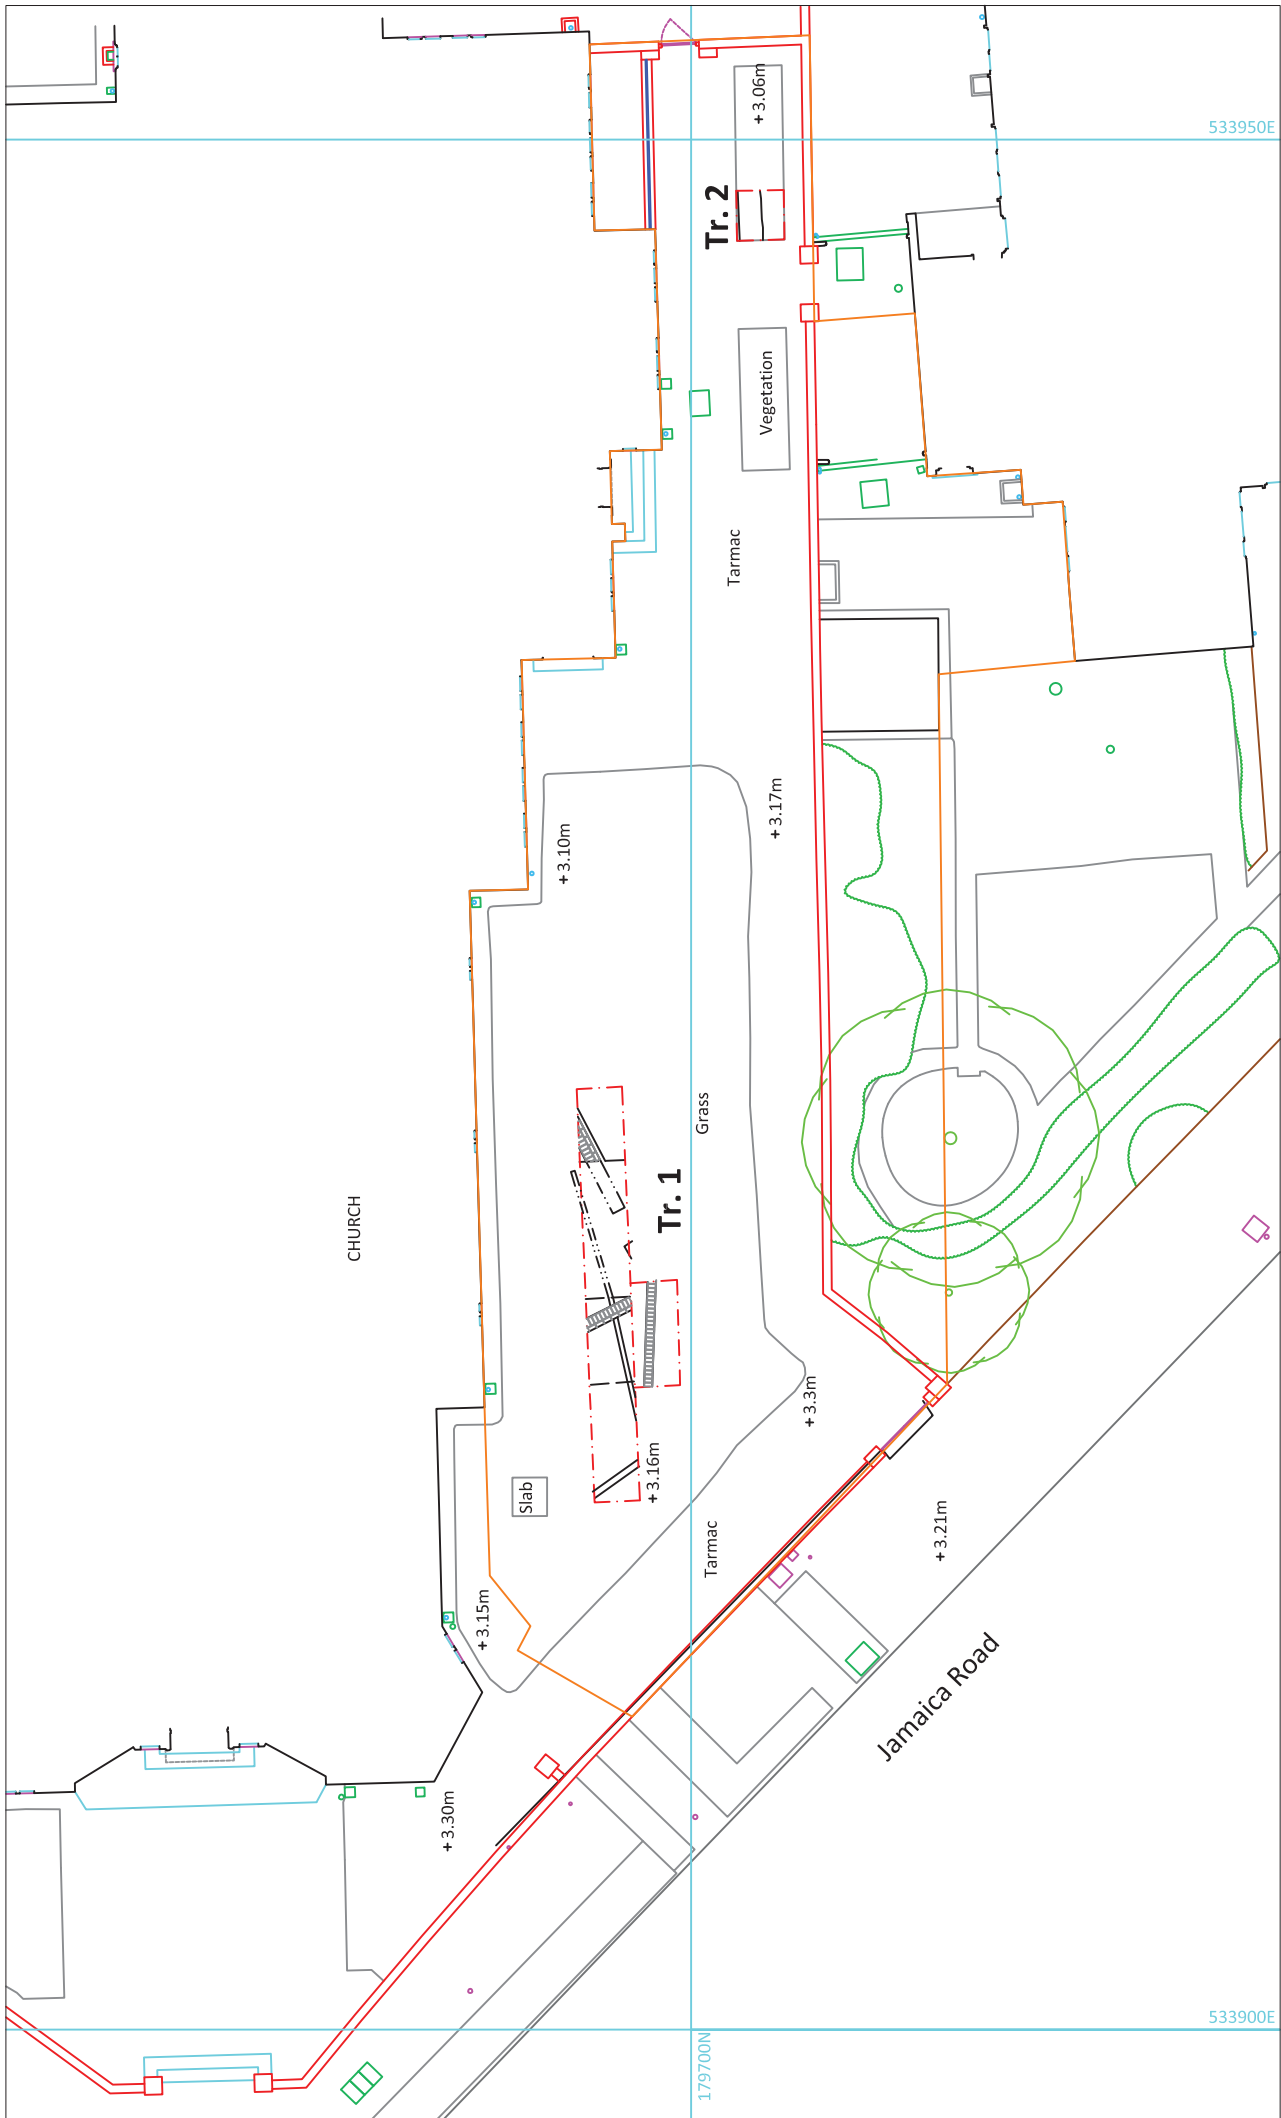 533950E
+ 3.06m
Tr. 2
Vegetation
Tarmac
+ 3.17m
+ 3.10m
Grass
Tr. 1
CHURCH
+ 3.3m
+ 3.16m
Slab
Tarmac
+ 3.21m
+ 3.15m
Jamaica Road
+ 3.30m
533900E
179700N